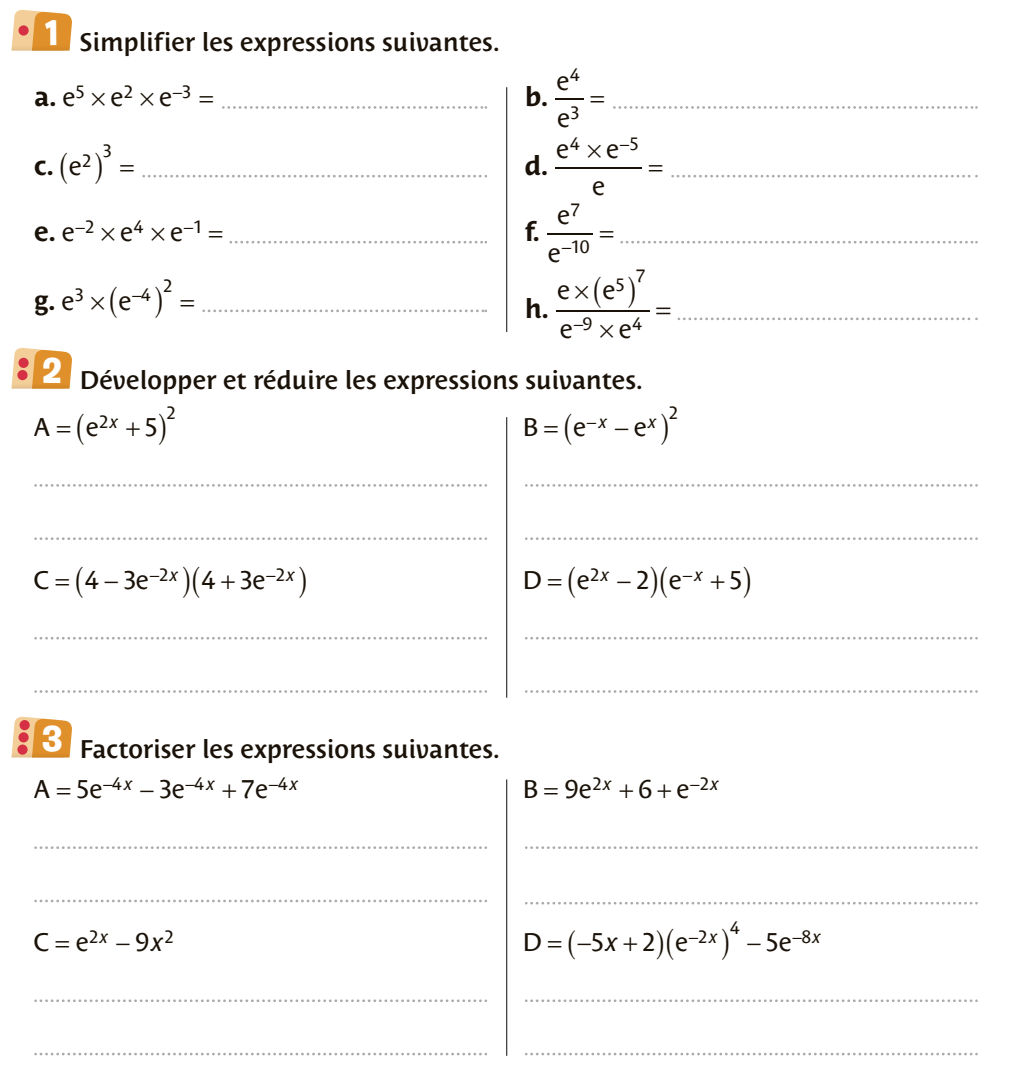 1 Simplifier les expressions suivantes.
a. e⁵ × e² × e⁻³ = ........
b. e⁴/e³ = ........
c. (e²)³ = ........
d. (e⁴ × e⁻⁵)/e = ........
e. e⁻² × e⁴ × e⁻¹ = ........
f. e⁷/e⁻¹⁰ = ........
g. e³ × (e⁻⁴)² = ........
h. (e × (e⁵)⁷)/(e⁻⁹ × e⁴) = ........
2 Développer et réduire les expressions suivantes.
A = (e²ˣ + 5)²
B = (e⁻ˣ – eˣ)²
C = (4 – 3e⁻²ˣ)(4 + 3e⁻²ˣ)
D = (e²ˣ – 2)(e⁻ˣ + 5)
3 Factoriser les expressions suivantes.
A = 5e⁻⁴ˣ – 3e⁻⁴ˣ + 7e⁻⁴ˣ
B = 9e²ˣ + 6 + e⁻²ˣ
C = e²ˣ – 9x²
D = (–5x + 2)(e⁻²ˣ)⁴ – 5e⁻⁸ˣ